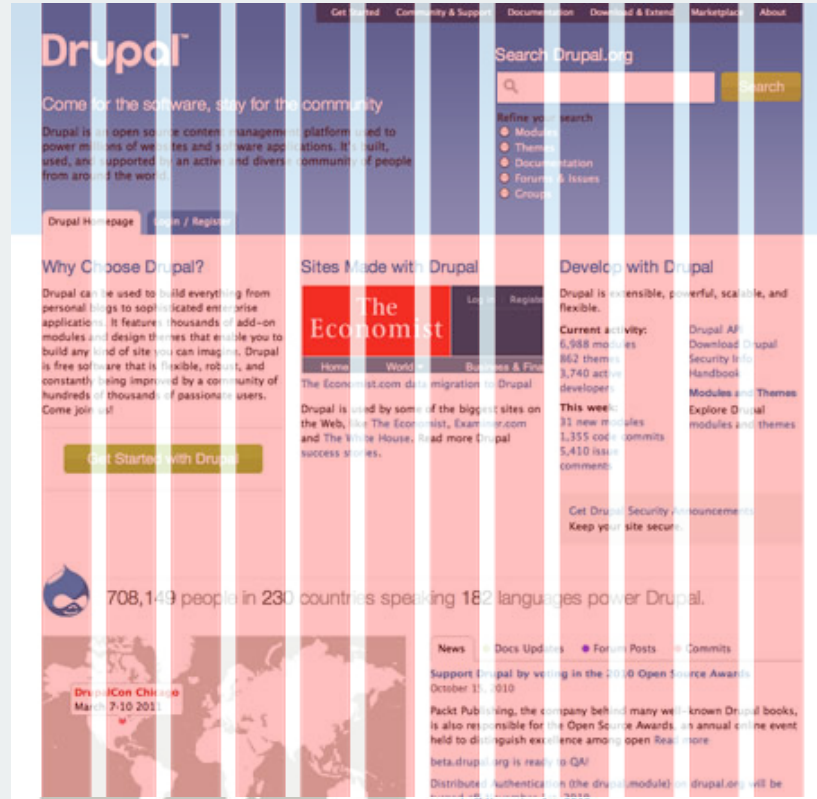 Get Started Community & Support Documentation Download & Extend Marketplace About
Drupal™
Come for the software, stay for the community
Drupal is an open source content management platform used to
power millions of websites and software applications. It's built,
used, and supported by an active and diverse community of people
from around the world.
Search Drupal.org
Search
Refine your search
Modules
Themes
Documentation
Forums & Issues
Groups
Drupal Homepage
Login / Register
Why Choose Drupal?
Drupal can be used to build everything from
personal blogs to sophisticated enterprise
applications. It features thousands of add-on
modules and design themes that enable you to
build any kind of site you can imagine. Drupal
is free software that is flexible, robust, and
constantly being improved by a community of
hundreds of thousands of passionate users.
Come join us!
Get Started with Drupal
Sites Made with Drupal
Log in Registe
The
Economist
Home World Business & Fina
The Economist.com data migration to Drupal
Drupal is used by some of the biggest sites on
the Web, like The Economist, Examiner.com
and The White House. Read more Drupal
success stories.
Develop with Drupal
Drupal is extensible, powerful, scalable, and
flexible.
Current activity:
6,988 modules
862 themes
3,740 active
developers
This week:
31 new modules
1,355 code commits
5,410 issue
comments
Drupal API
Download Drupal
Security Info
Handbook
Modules and Themes
Explore Drupal
modules and themes
Get Drupal Security Announcements
Keep your site secure.
708,149 people in 230 countries speaking 182 languages power Drupal.
DrupalCon Chicago
March 7-10 2011
News Docs Updates Forum Posts Commits
Support Drupal by voting in the 2010 Open Source Awards
October 15, 2010
Packt Publishing, the company behind many well-known Drupal books,
is also responsible for the Open Source Awards, an annual online event
held to distinguish excellence among open Read more
beta.drupal.org is ready to QA!
Distributed Authentication (the drupal.module) on drupal.org will be